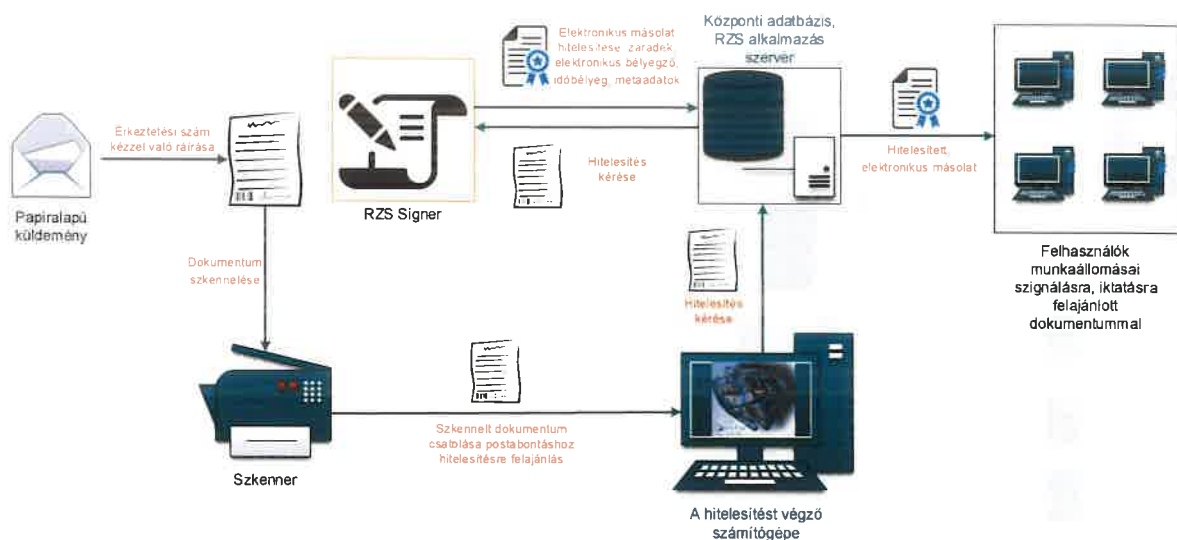 Elektronikus másolat
hitelesítése: záradék,
elektronikus bélyegző,
időbélyeg, metaadatok
Központi adatbázis,
RZS alkalmazás
szerver
Érkeztetési szám
kézzel való ráírása
Papíralapú
küldemény
RZS Signer
Hitelesítés
kérése
Hitelesített,
elektronikus másolat
Felhasználók
munkaállomásai
szignálásra, iktatásra
felajánlott
dokumentummal
Dokumentum
szkennelése
Hitelesítés
kérése
Szkennelt dokumentum
csatolása postabontáshoz
hitelesítésre felajánlás
Szkenner
A hitelesítést végző
számítógépe